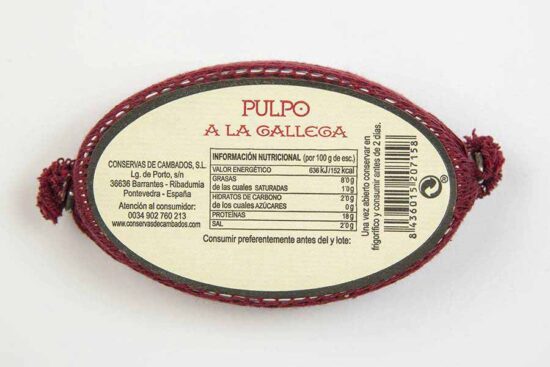 PULPO
A LA GALLEGA
CONSERVAS DE CAMBADOS, S.L.
Lg. de Porto, s/n
36636 Barrantes - Ribadumia
Pontevedra - España
Atención al consumidor:
0034 902 760 213
www.conservasdecambados.com
INFORMACIÓN NUTRICIONAL (por 100 g de esc.)
VALOR ENERGÉTICO 636 KJ/152 kcal
GRASAS 8'0 g
de las cuales SATURADAS 1'0 g
HIDRATOS DE CARBONO 2'0 g
de los cuales AZÚCARES 0 g
PROTEÍNAS 18 g
SAL 2'0 g
Consumir preferentemente antes del y lote:
Una vez abierto conservar en
frigorífico y consumir antes de 2 días.
8 436015 207158